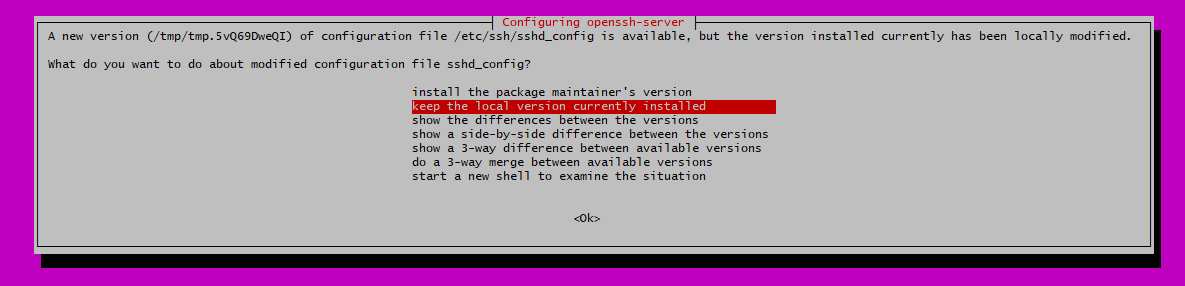 Configuring openssh-server
A new version (/tmp/tmp.5vQ69DweQI) of configuration file /etc/ssh/sshd_config is available, but the version installed currently has been locally modified.
What do you want to do about modified configuration file sshd_config?
install the package maintainer's version
keep the local version currently installed
show the differences between the versions
show a side-by-side difference between the versions
show a 3-way difference between available versions
do a 3-way merge between available versions
start a new shell to examine the situation
<Ok>